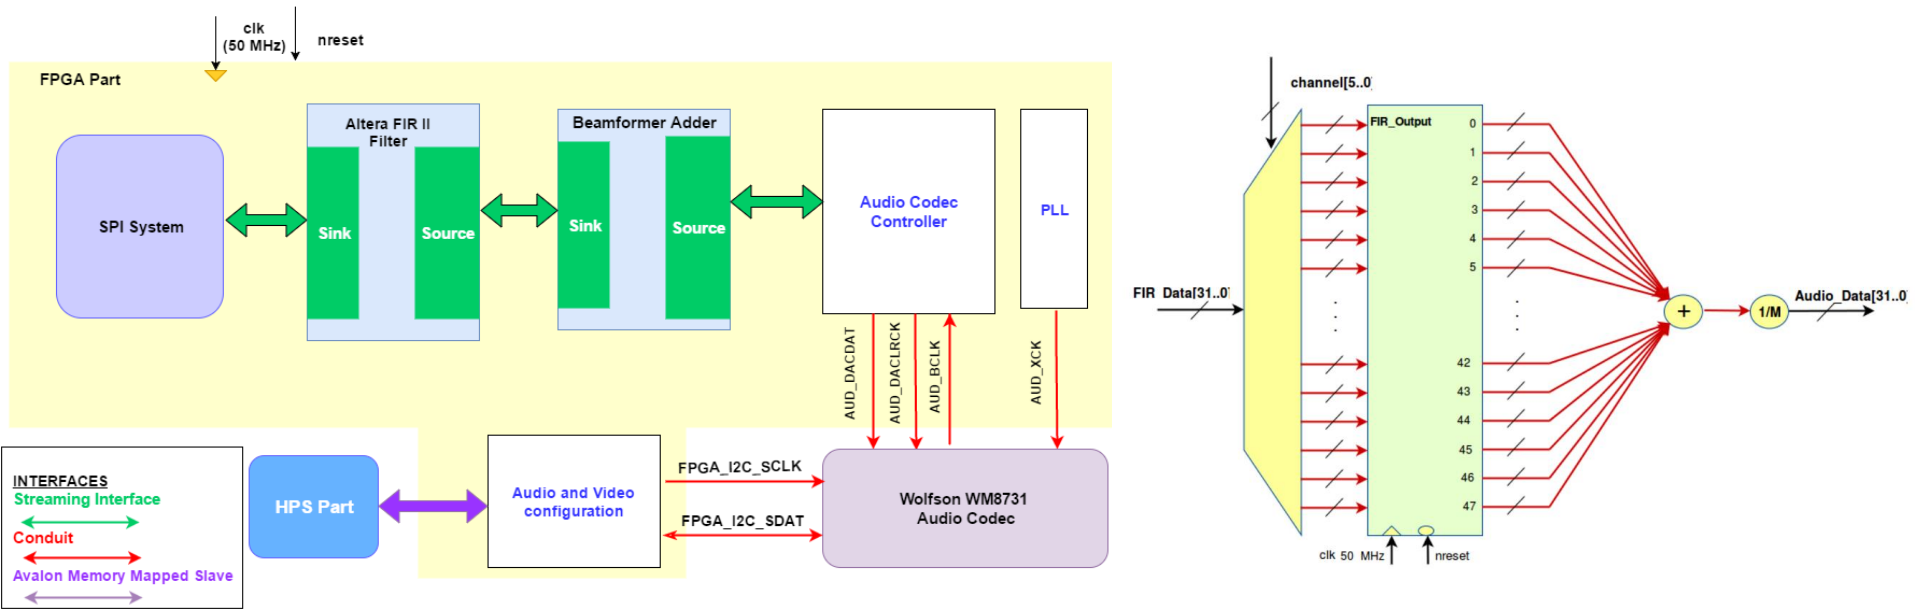 clk
(50 MHz)
nreset
FPGA Part
SPI System
Altera FIR II
Filter
Sink
Source
Beamformer Adder
Sink
Source
Audio Codec
Controller
PLL
AUD_DACDAT
AUD_DACLRCK
AUD_BCLK
AUD_XCK
INTERFACES
Streaming Interface
Conduit
Avalon Memory Mapped Slave
HPS Part
Audio and Video
configuration
FPGA_I2C_SCLK
FPGA_I2C_SDAT
Wolfson WM8731
Audio Codec
channel[5..0]
FIR_Data[31..0]
FIR_Output
0
1
2
3
4
5
42
43
44
45
46
47
clk 50 MHz
nreset
+
1/M
Audio_Data[31..0]